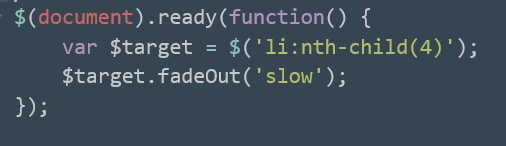 $(document).ready(function() {
    var $target = $('li:nth-child(4)');
    $target.fadeOut('slow');
});